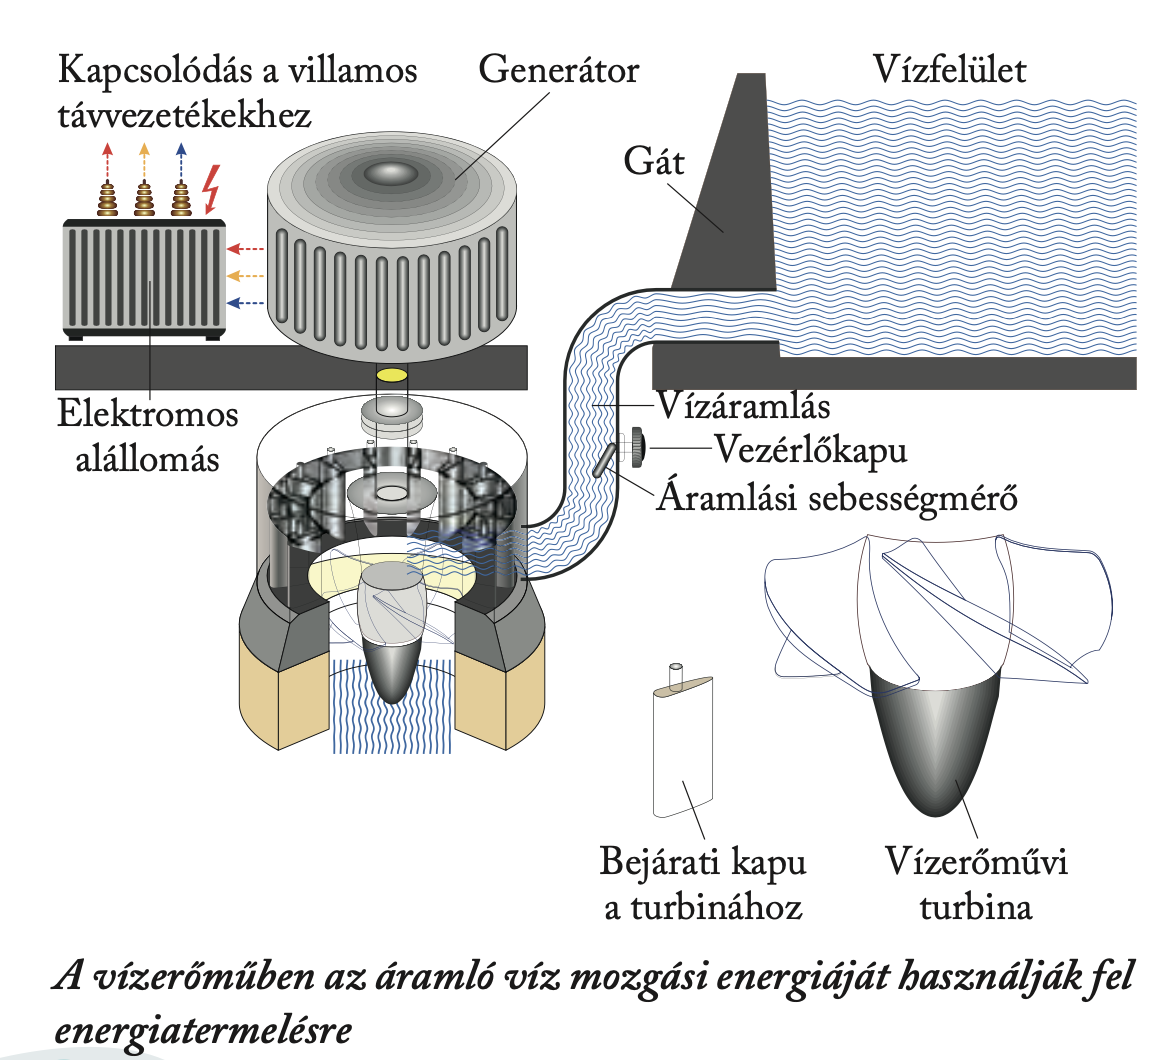 Kapcsolódás a villamos
távvezetékekhez
Generátor
Vízfelület
Gát
Elektromos
alállomás
Vízáramlás
Vezérlőkapu
Áramlási sebességmérő
Bejárati kapu
a turbinához
Vízerőművi
turbina
A vízerőműben az áramló víz mozgási energiáját használják fel
energiatermelésre